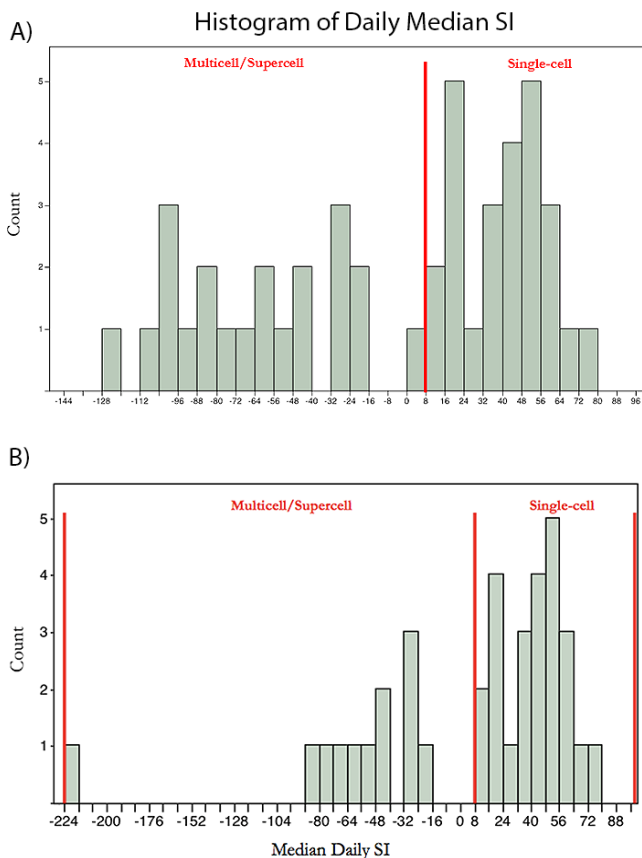 Histogram of Daily Median SI
A)
Multicell/Supercell
Single-cell
Count
5
4
3
2
1
-144 -128 -112 -96 -88 -80 -72 -64 -56 -48 -40 -32 -24 -16 -8 0 8 16 24 32 40 48 56 64 72 80 88 96
B)
Multicell/Supercell
Single-cell
Count
5
4
3
2
1
-224 -200 -176 -152 -128 -104 -80 -64 -48 -32 -16 0 8 24 40 56 72 88
Median Daily SI